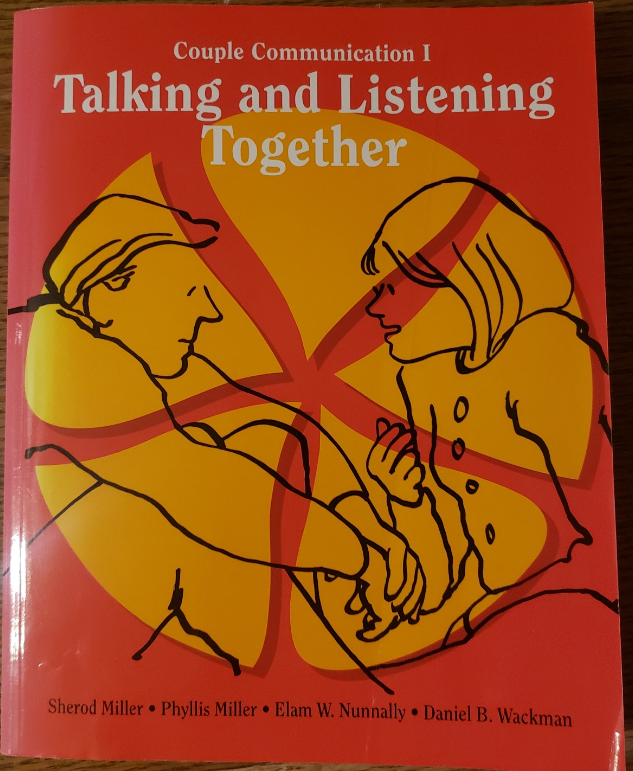 Couple Communication I
Talking and Listening
Together
Sherod Miller • Phyllis Miller • Elam W. Nunnally • Daniel B. Wackman